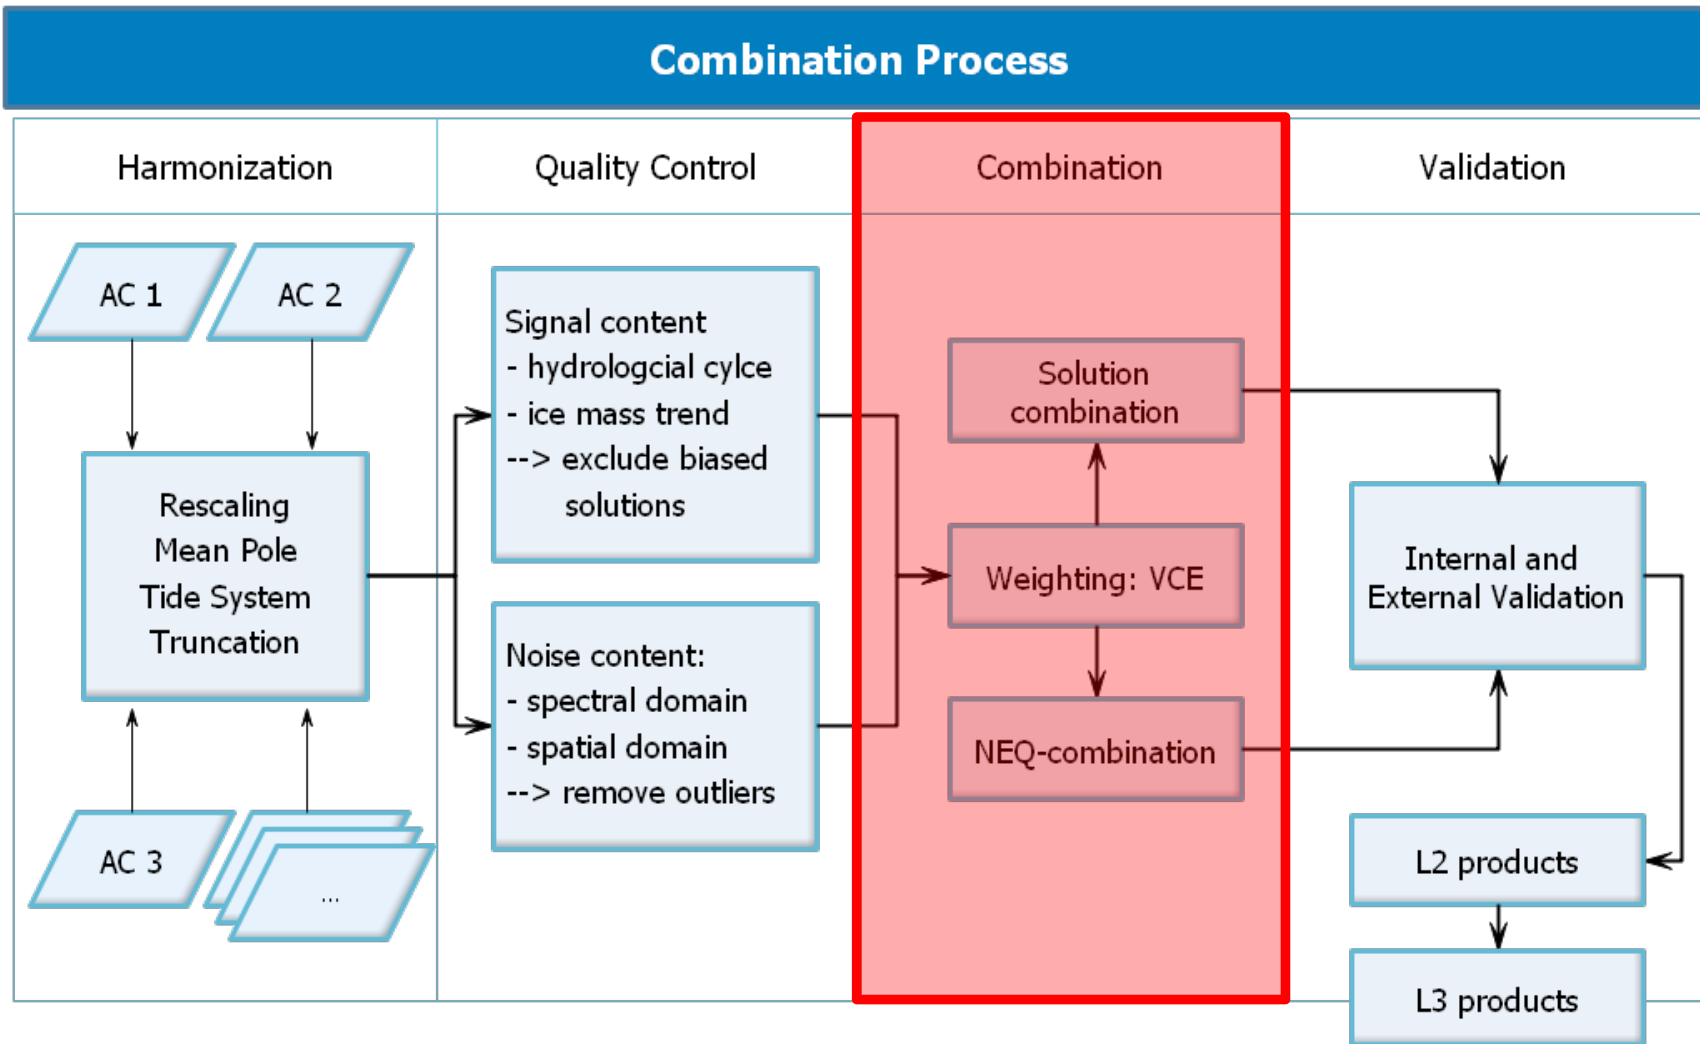 Combination Process
Harmonization
Quality Control
Combination
Validation
AC 1
AC 2
Rescaling
Mean Pole
Tide System
Truncation
AC 3
...
Signal content
- hydrologcial cylce
- ice mass trend
--> exclude biased
solutions
Noise content:
- spectral domain
- spatial domain
--> remove outliers
Solution
combination
Weighting: VCE
NEQ-combination
Internal and
External Validation
L2 products
L3 products